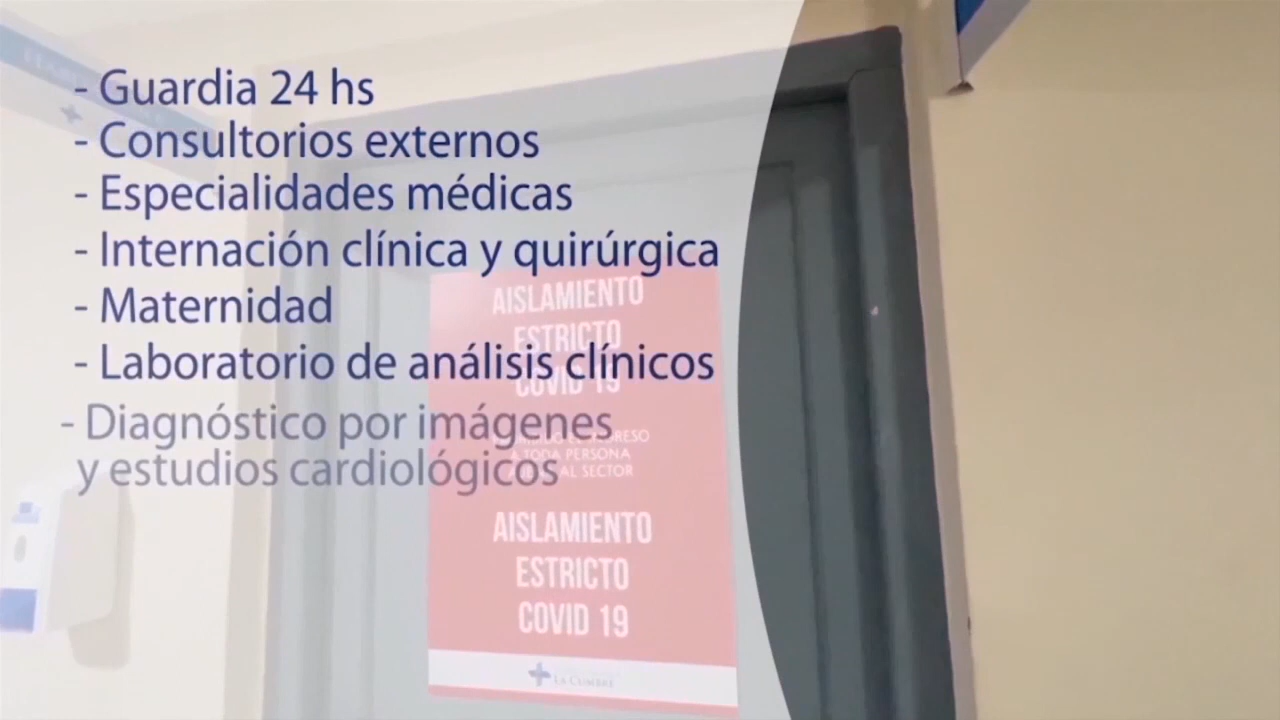 - Guardia 24 hs
- Consultorios externos
- Especialidades médicas
- Internación clínica y quirúrgica
- Maternidad
- Laboratorio de análisis clínicos
- Diagnóstico por imágenes
y estudios cardiológicos
AISLAMIENTO
ESTRICTO
COVID 19
A TODA PERSONA
AL SECTOR
AISLAMIENTO
ESTRICTO
COVID 19
LA CUMBRE